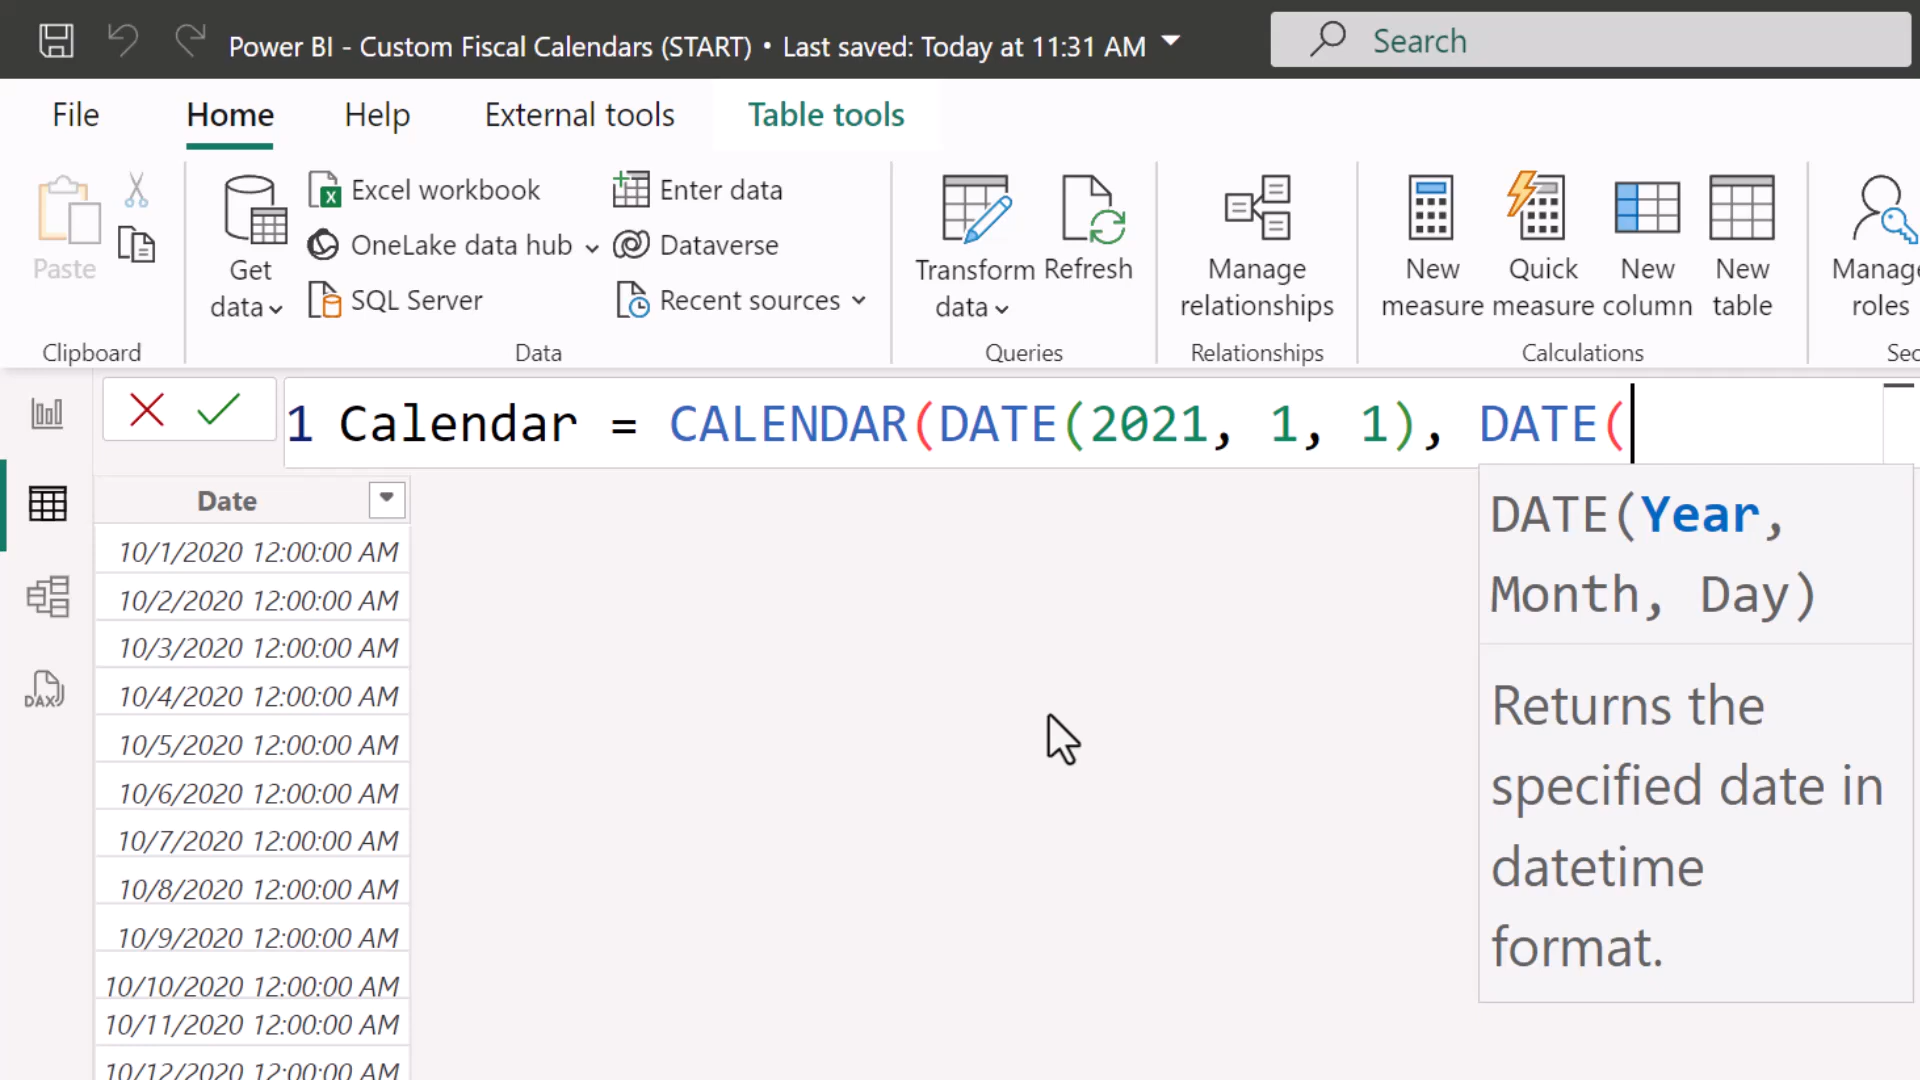 Power BI - Custom Fiscal Calendars (START) • Last saved: Today at 11:31 AM
Search
File
Home
Help
External tools
Table tools
Paste
Clipboard
Get data
Excel workbook
OneLake data hub
SQL Server
Enter data
Dataverse
Recent sources
Data
Transform data
Refresh
Queries
Manage relationships
Relationships
New measure
Quick measure
New column
New table
Calculations
Manage
roles
Sec
1 Calendar = CALENDAR(DATE(2021, 1, 1), DATE(
DATE(Year,
Month, Day)
Returns the
specified date in
datetime
format.
DAX
Date
10/1/2020 12:00:00 AM
10/2/2020 12:00:00 AM
10/3/2020 12:00:00 AM
10/4/2020 12:00:00 AM
10/5/2020 12:00:00 AM
10/6/2020 12:00:00 AM
10/7/2020 12:00:00 AM
10/8/2020 12:00:00 AM
10/9/2020 12:00:00 AM
10/10/2020 12:00:00 AM
10/11/2020 12:00:00 AM
10/12/2020 12:00:00 AM